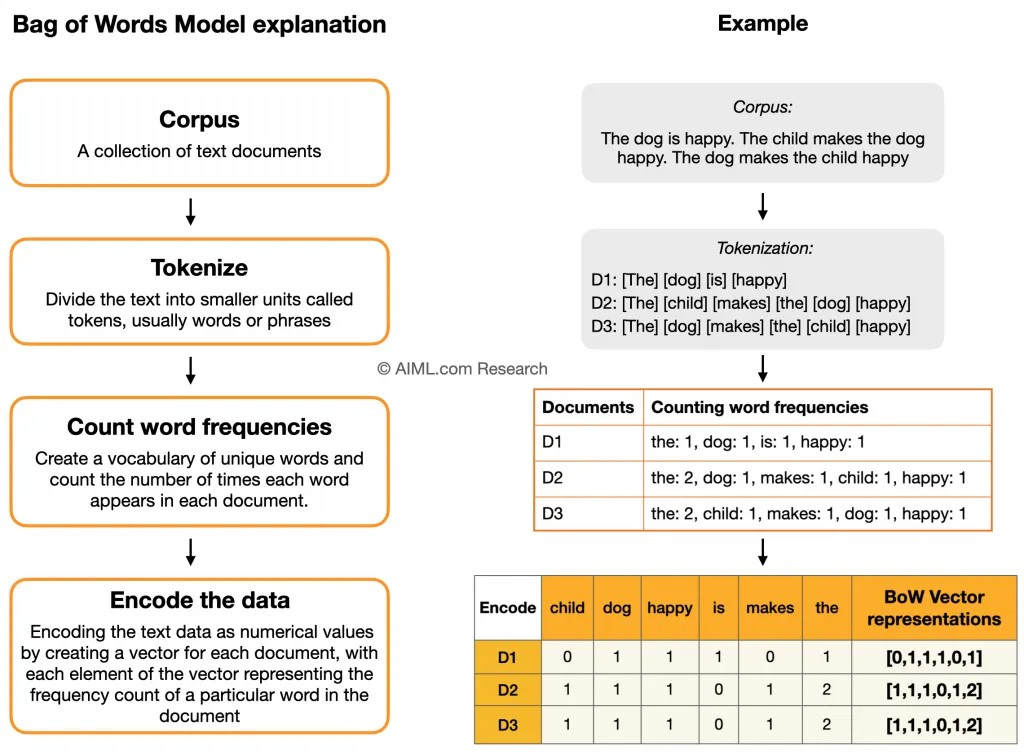 Bag of Words Model explanation
Corpus
A collection of text documents
Tokenize
Divide the text into smaller units called
tokens, usually words or phrases
Count word frequencies
Create a vocabulary of unique words and
count the number of times each word
appears in each document.
Encode the data
Encoding the text data as numerical values
by creating a vector for each document, with
each element of the vector representing the
frequency count of a particular word in the
document
© AIML.com Research
Example
Corpus:
The dog is happy. The child makes the dog
happy. The dog makes the child happy
Tokenization:
D1: [The] [dog] [is] [happy]
D2: [The] [child] [makes] [the] [dog] [happy]
D3: [The] [dog] [makes] [the] [child] [happy]
Documents Counting word frequencies
D1 the: 1, dog: 1, is: 1, happy: 1
D2 the: 2, dog: 1, makes: 1, child: 1, happy: 1
D3 the: 2, child: 1, makes: 1, dog: 1, happy: 1
Encode child dog happy is makes the BoW Vector
representations
D1 0 1 1 1 0 1 [0,1,1,1,0,1]
D2 1 1 1 0 1 2 [1,1,1,0,1,2]
D3 1 1 1 0 1 2 [1,1,1,0,1,2]